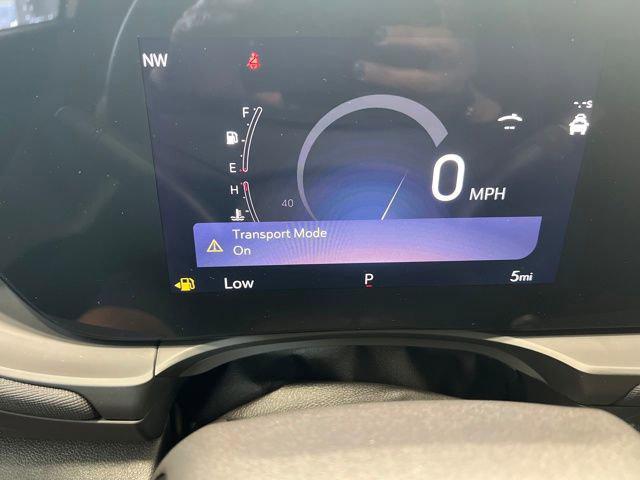 NW
F
E
H
40
-.-s
0 MPH
Transport Mode
On
Low
P
5mi